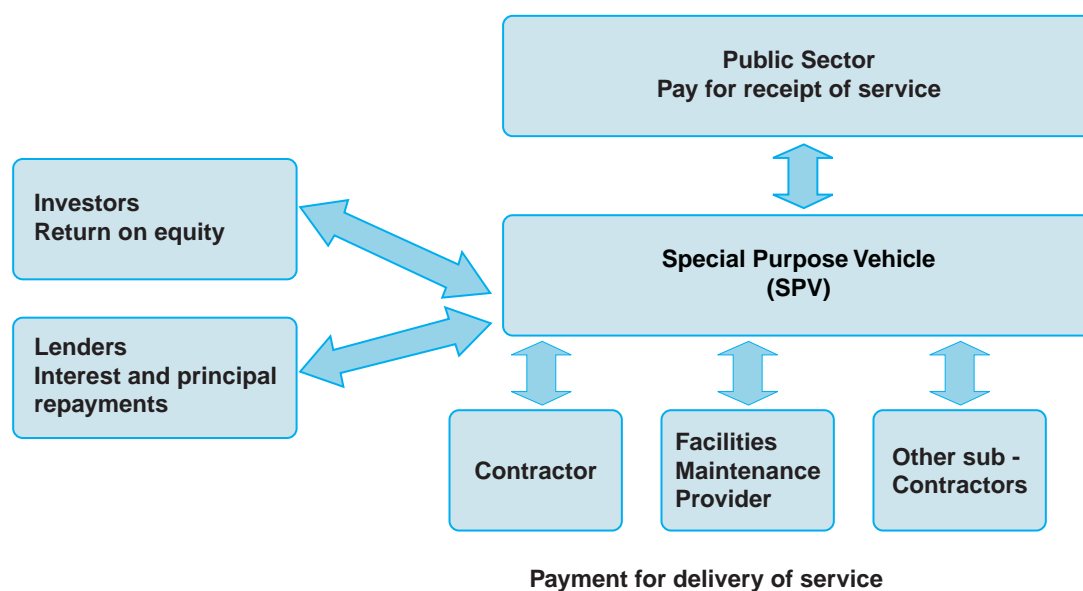 Public Sector
Pay for receipt of service
Investors
Return on equity
Special Purpose Vehicle
(SPV)
Lenders
Interest and principal
repayments
Contractor
Facilities
Maintenance
Provider
Other sub -
Contractors
Payment for delivery of service